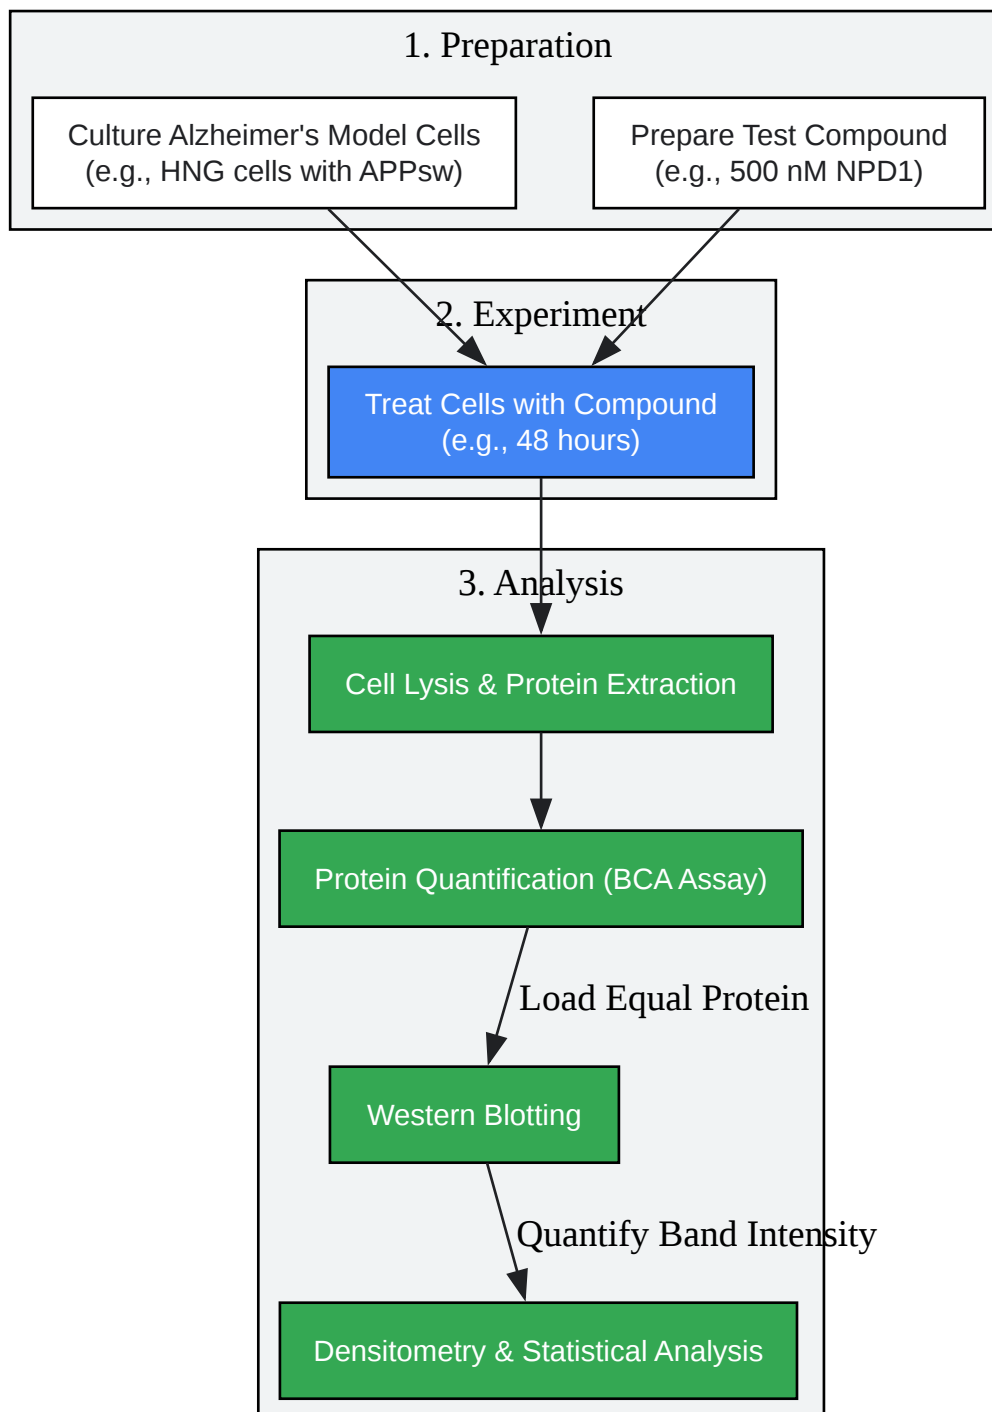 1. Preparation
Culture Alzheimer's Model Cells
(e.g., HNG cells with APPsw)
Prepare Test Compound
(e.g., 500 nM NPD1)
2. Experiment
Treat Cells with Compound
(e.g., 48 hours)
3. Analysis
Cell Lysis & Protein Extraction
Protein Quantification (BCA Assay)
Load Equal Protein
Western Blotting
Quantify Band Intensity
Densitometry & Statistical Analysis